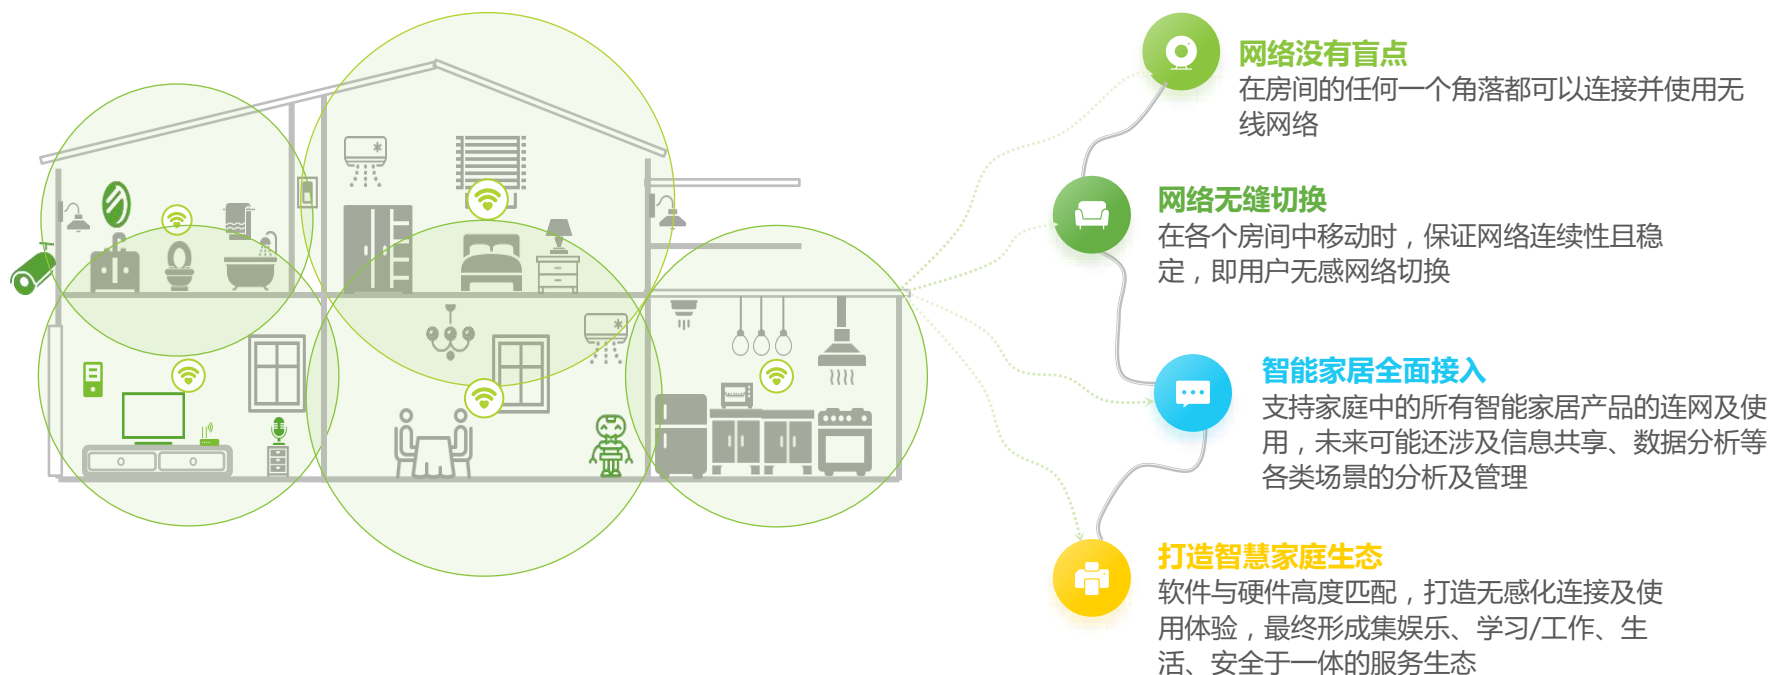 网络没有盲点
在房间的任何一个角落都可以连接并使用无
线网络
网络无缝切换
在各个房间中移动时，保证网络连续性且稳
定，即用户无感网络切换
智能家居全面接入
支持家庭中的所有智能家居产品的连网及使
用，未来可能还涉及信息共享、数据分析等
各类场景的分析及管理
打造智慧家庭生态
软件与硬件高度匹配，打造无感化连接及使
用体验，最终形成集娱乐、学习/工作、生
活、安全于一体的服务生态